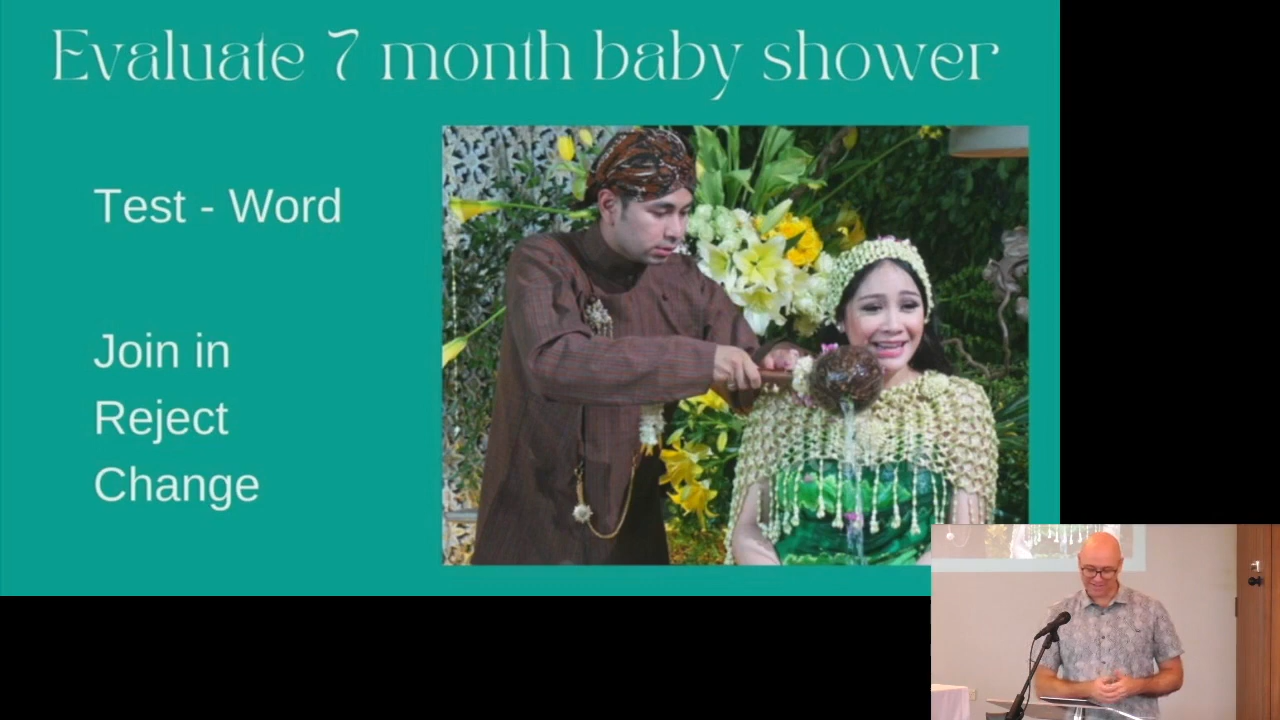 Evaluate 7 month baby shower
Test - Word
Join in
Reject
Change